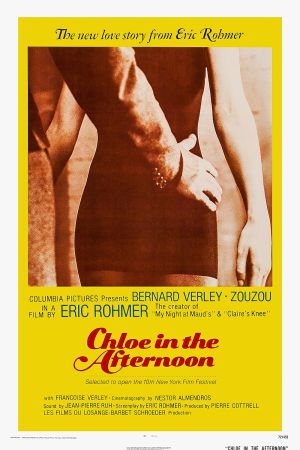 The new love story from Eric Rohmer
COLUMBIA PICTURES Presents BERNARD VERLEY · ZOUZOU
IN A FILM BY ERIC ROHMER The creator of "My Night at Maud's" & "Claire's Knee"
Chloe in the
Afternoon
Selected to open the 10th New York Film Festival
with FRANCOISE VERLEY · Cinematography by NESTOR ALMENDROS
Sound by JEAN-PIERRE RUH · Screenplay by ERIC ROHMER · Produced by PIERRE COTTRELL
LES FILMS DU LOSANGE-BARBET SCHROEDER Production
"CHLOE IN THE AFTERNOON"